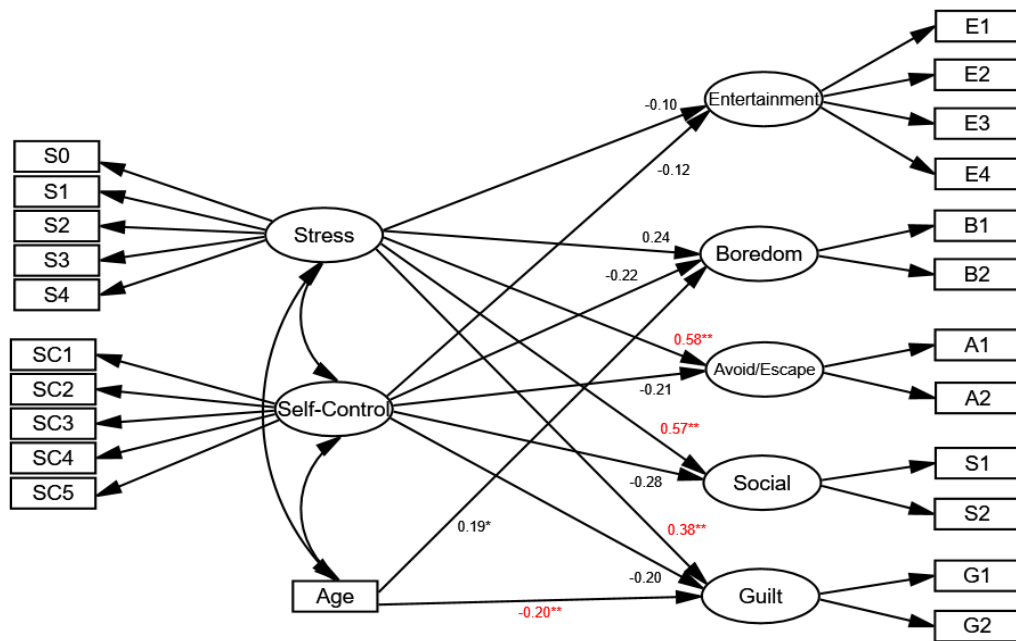 E1
E2
E3
E4
Entertainment
-0.10
-0.12
S0
S1
S2
S3
S4
Stress
0.24
-0.22
Boredom
B1
B2
SC1
SC2
SC3
SC4
SC5
Self-Control
0.58**
-0.21
Avoid/Escape
A1
A2
0.57**
-0.28
Social
S1
S2
Age
0.19*
0.38**
-0.20
-0.20**
Guilt
G1
G2